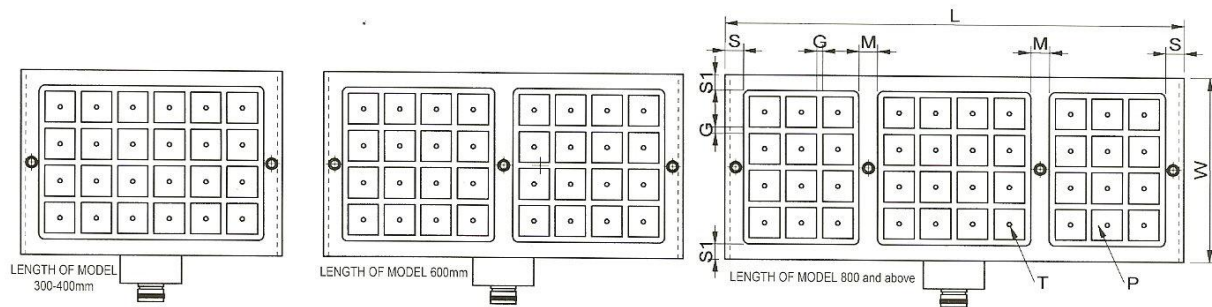 L
S
G
M
M
S
S1
G
S1
W
LENGTH OF MODEL
300-400mm
LENGTH OF MODEL 600mm
LENGTH OF MODEL 800 and above
T
P